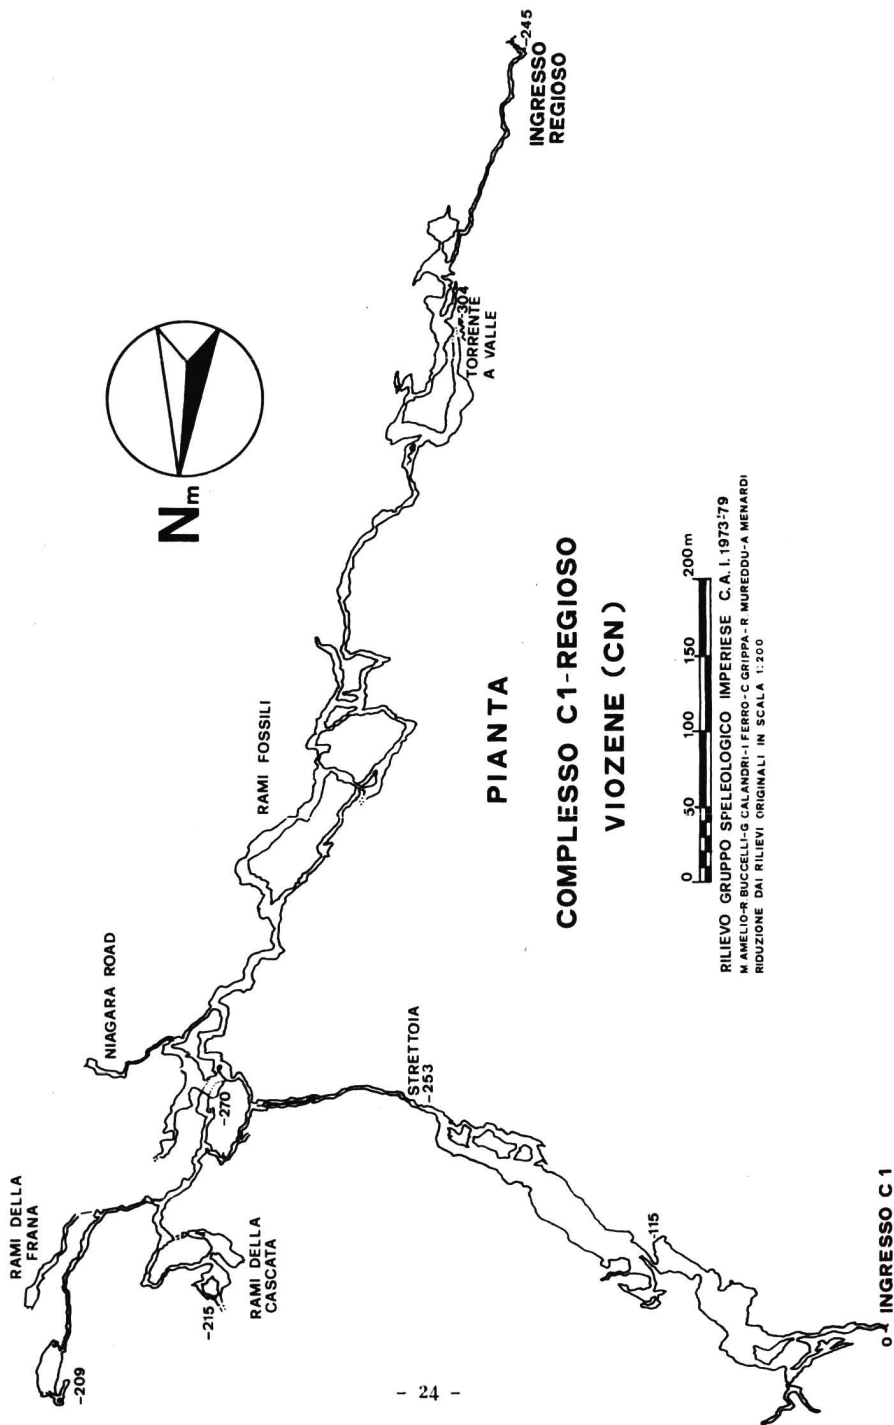 -245
INGRESSO
REGIOSO
-304
TORRENTE
A VALLE
Nm
RAMI FOSSILI
NIAGARA ROAD
-270
RAMI DELLA
FRANA
-209
RAMI DELLA
CASCATA
-215
STRETTOIA
-253
-115
0
INGRESSO C 1
PIANTA
COMPLESSO C1-REGIOSO
VIOZENE (CN)
0 50 100 150 200m
RILIEVO GRUPPO SPELEOLOGICO IMPERIESE C.A.I. 1973-'79
M AMELIO-R BUCCELLI-G CALANDRI-I FERRO-C GRIPPA-R MUREDDU-A MENARDI
RIDUZIONE DAI RILIEVI ORIGINALI IN SCALA 1:200
- 24 -